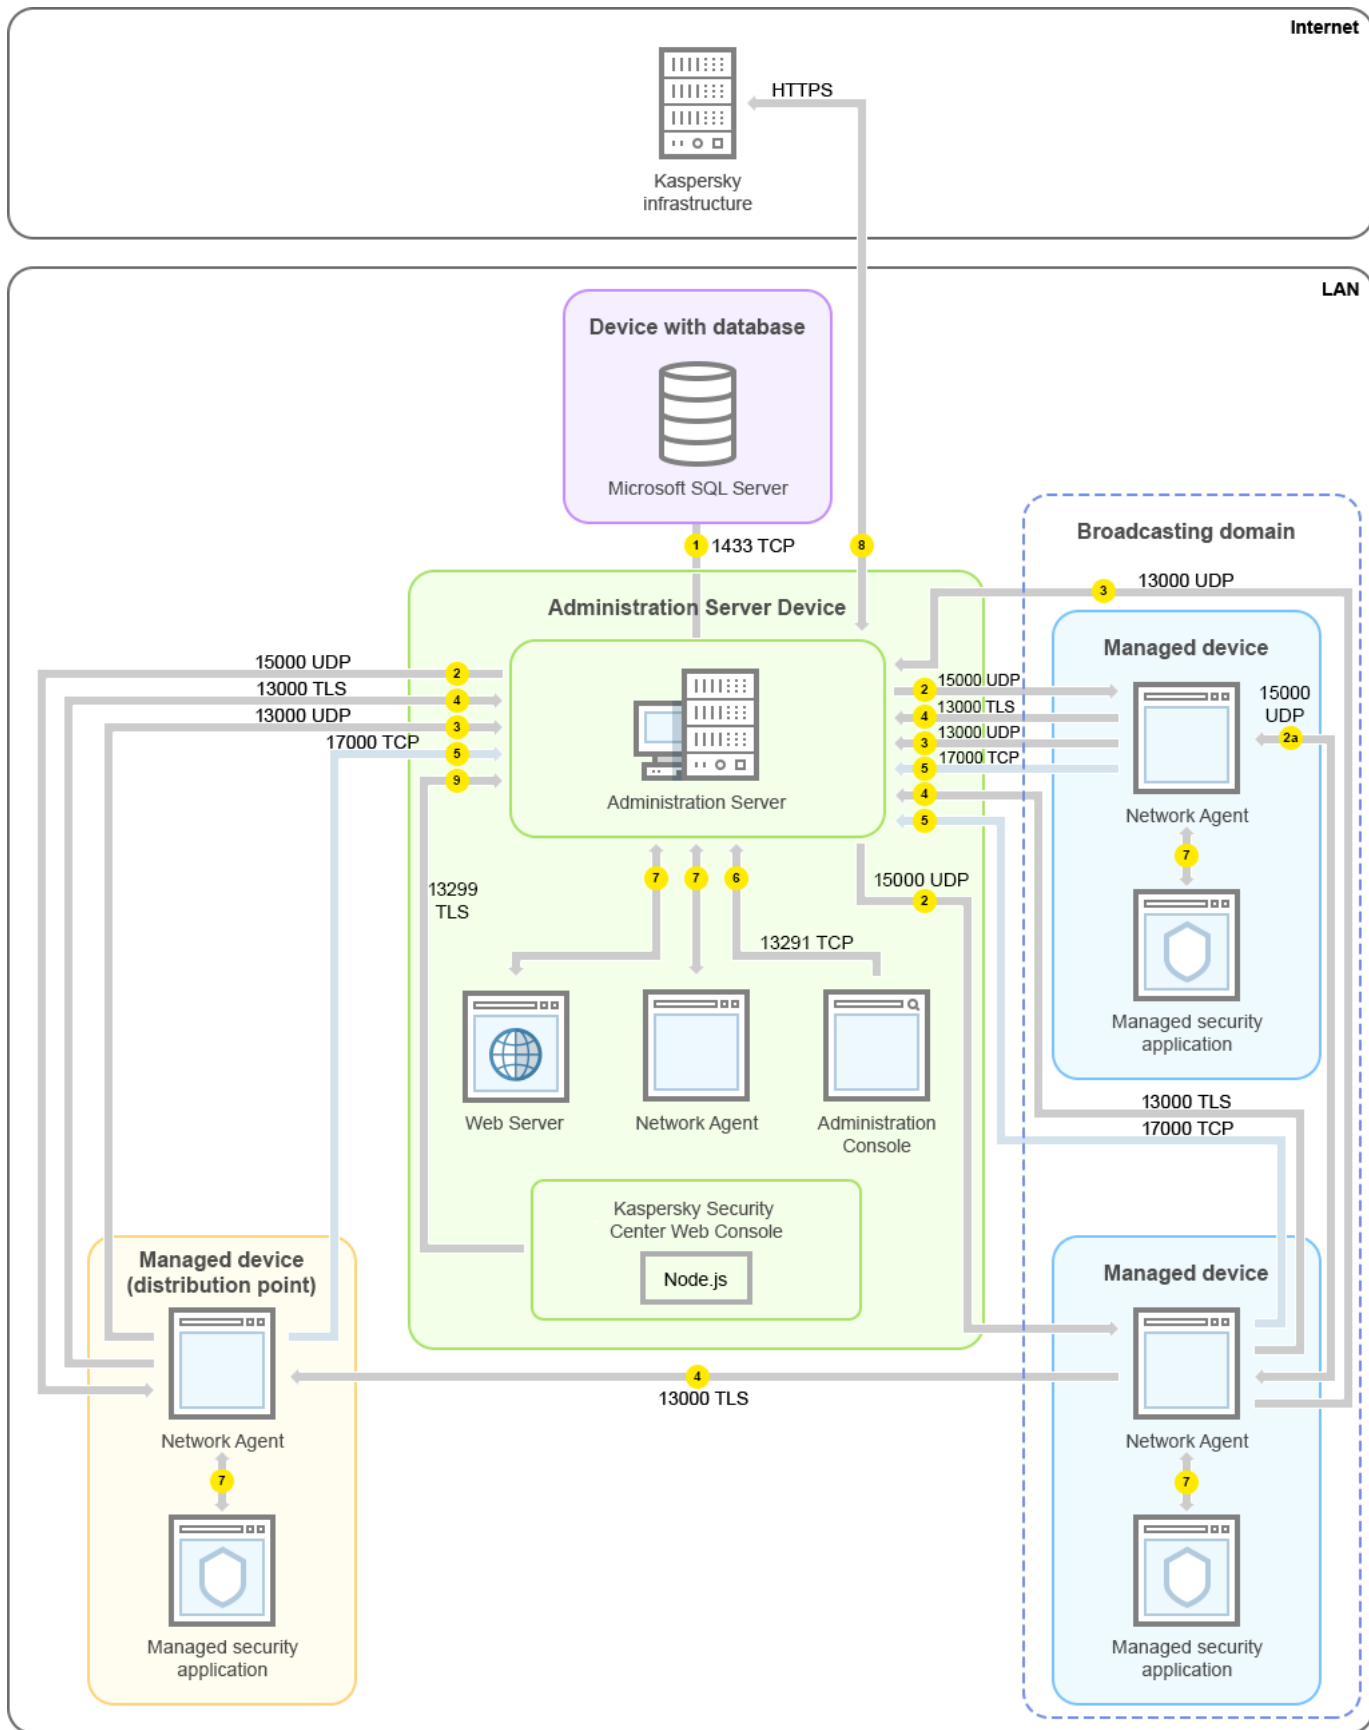 Internet
HTTPS
Kaspersky
infrastructure
LAN
Device with database
Microsoft SQL Server
1
1433 TCP
8
Broadcasting domain
13000 UDP
3
Administration Server Device
Managed device
15000 UDP
2
13000 TLS
4
13000 UDP
3
17000 TCP
5
9
Administration Server
15000 UDP
2
13000 TLS
4
13000 UDP
3
17000 TCP
5
4
5
15000
UDP
2a
Network Agent
7
Managed security
application
7
7
6
15000 UDP
2
13299
TLS
13291 TCP
Web Server
Network Agent
Administration
Console
13000 TLS
17000 TCP
Kaspersky Security
Center Web Console
Node.js
Managed device
(distribution point)
Network Agent
7
Managed security
application
4
13000 TLS
Managed device
Network Agent
7
Managed security
application